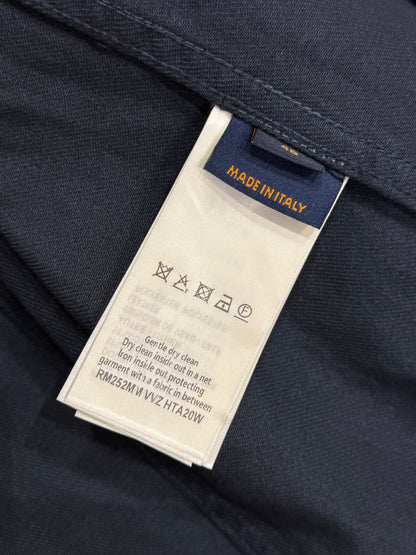 MADE IN ITALY
Gentle dry clean
Dry clean inside out in a net
Iron inside out, protecting
garment with a fabric in between
RM252M VVZ HTA20W